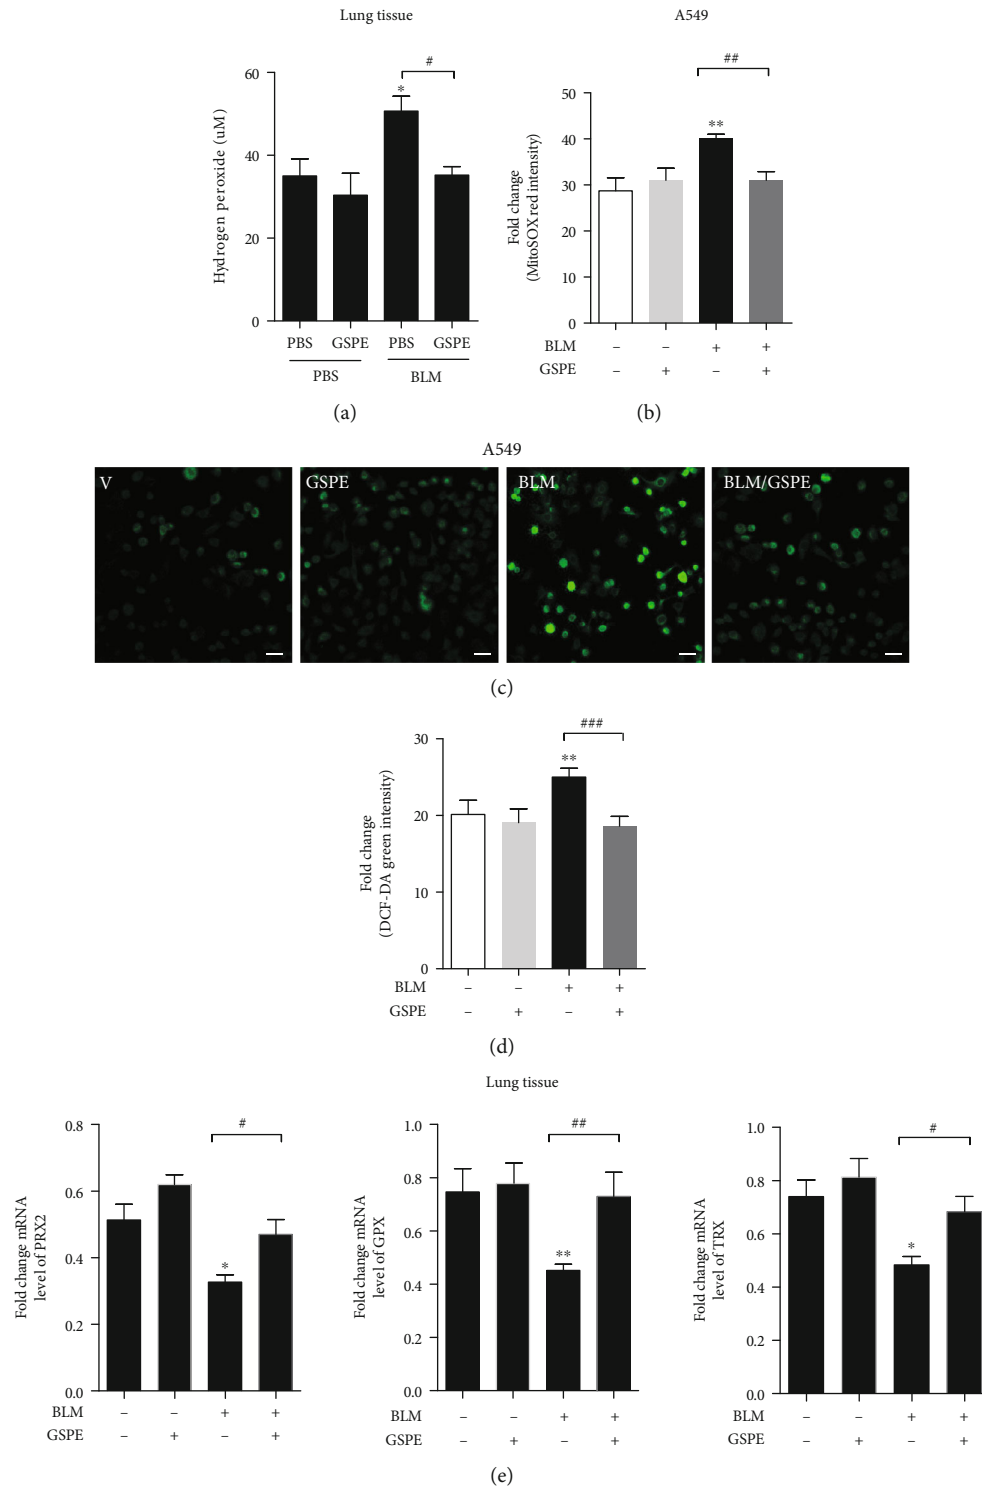 Lung tissue
Hydrogen peroxide (uM)
60
40
20
0
*
#
PBS GSPE PBS GSPE
PBS BLM
(a)
A549
Fold change
(MitoSOX red intensity)
50
40
30
20
10
0
**
##
BLM – – + +
GSPE – + – +
(b)
A549
V
GSPE
BLM
BLM/GSPE
(c)
Fold change
(DCF-DA green intensity)
30
20
10
0
**
###
BLM – – + +
GSPE – + – +
(d)
Lung tissue
Fold change mRNA
level of PRX2
0.8
0.6
0.4
0.2
0.0
*
#
BLM – – + +
GSPE – + – +
Fold change mRNA
level of GPX
1.0
0.8
0.6
0.4
0.2
0.0
**
##
BLM – – + +
GSPE – + – +
Fold change mRNA
level of TRX
1.0
0.8
0.6
0.4
0.2
0.0
*
#
BLM – – + +
GSPE – + – +
(e)